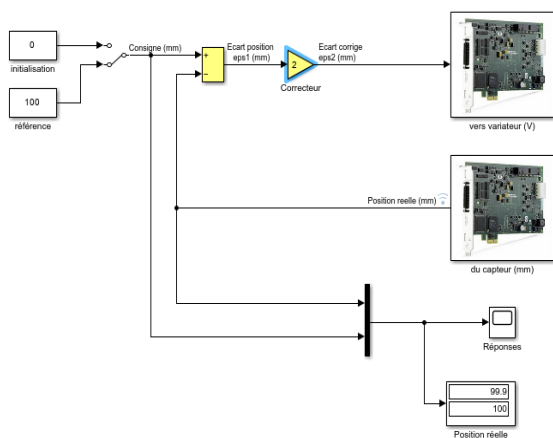 0
initialisation
100
référence
Consigne (mm)
+
−
Ecart position
eps1 (mm)
2
Correcteur
Ecart corrige
eps2 (mm)
vers variateur (V)
Position reelle (mm)
du capteur (mm)
Réponses
99.9
100
Position réelle